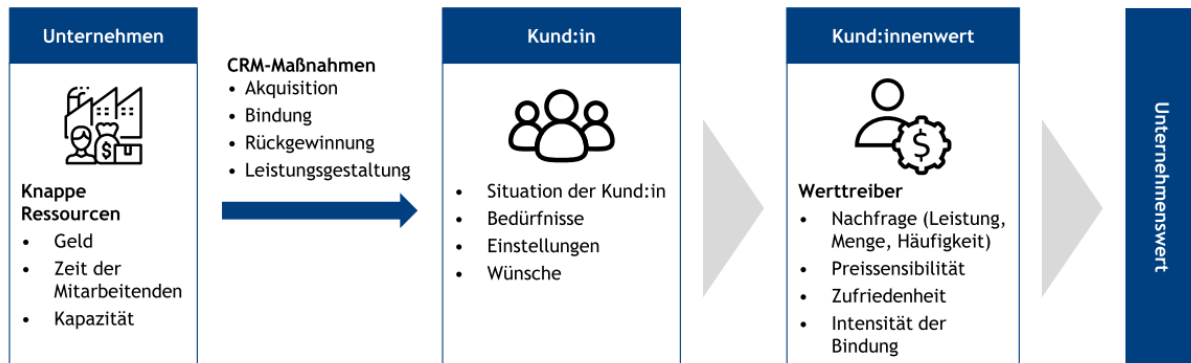 Unternehmen
Knappe
Ressourcen
• Geld
• Zeit der
Mitarbeitenden
• Kapazität
CRM-Maßnahmen
• Akquisition
• Bindung
• Rückgewinnung
• Leistungsgestaltung
Kund:in
• Situation der Kund:in
• Bedürfnisse
• Einstellungen
• Wünsche
Kund:innenwert
$
Werttreiber
• Nachfrage (Leistung,
Menge, Häufigkeit)
• Preissensibilität
• Zufriedenheit
• Intensität der
Bindung
Unternehmenswert